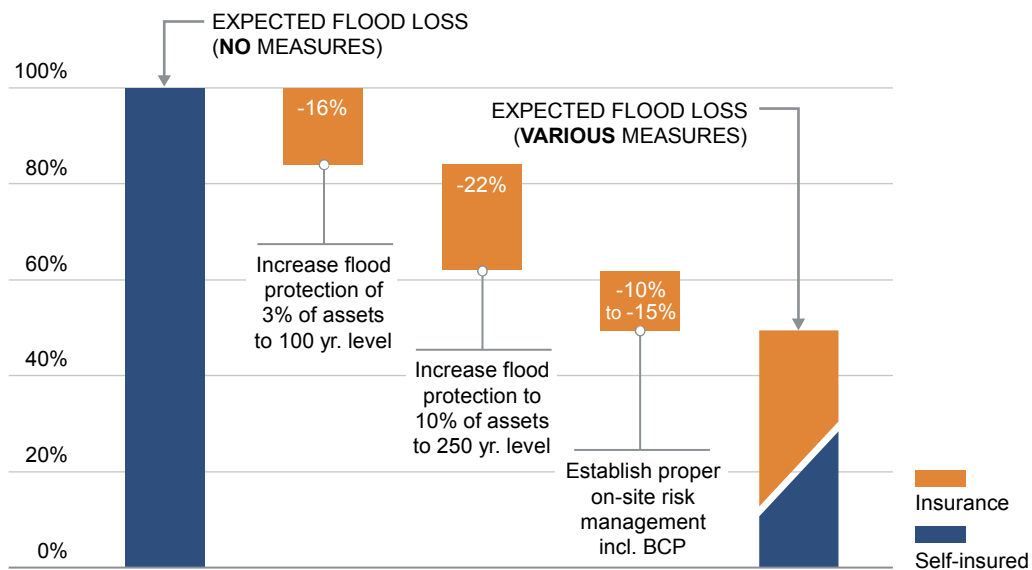 EXPECTED FLOOD LOSS
(NO MEASURES)
100%
80%
60%
40%
20%
0%
-16%
Increase flood
protection of
3% of assets
to 100 yr. level
-22%
Increase flood
protection to
10% of assets
to 250 yr. level
-10%
to -15%
Establish proper
on-site risk
management
incl. BCP
EXPECTED FLOOD LOSS
(VARIOUS MEASURES)
Insurance
Self-insured